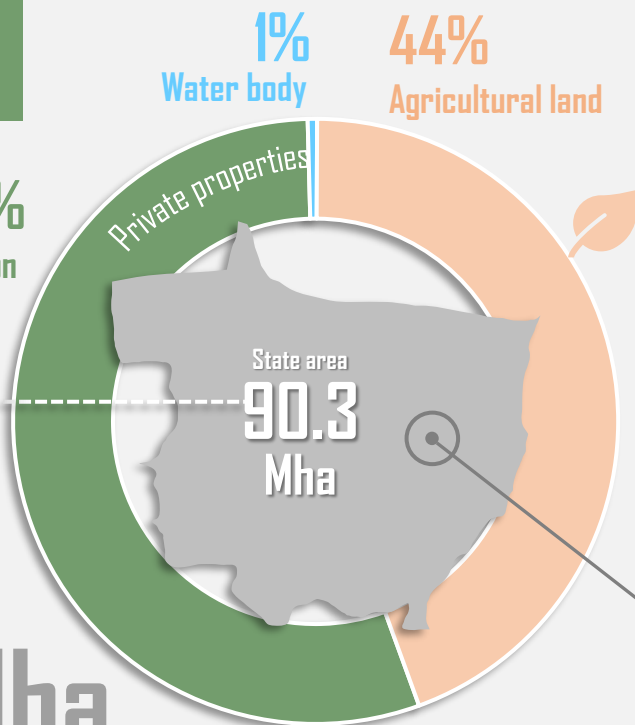 1%
Water body
44%
Agricultural land
Private properties
%
State area
90.3
Mha